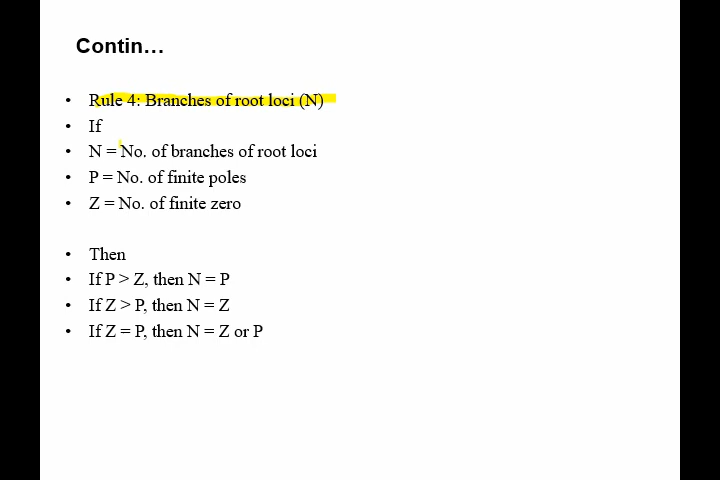 Contin…
• Rule 4: Branches of root loci (N)
• If
• N = No. of branches of root loci
• P = No. of finite poles
• Z = No. of finite zero
• Then
• If P > Z, then N = P
• If Z > P, then N = Z
• If Z = P, then N = Z or P